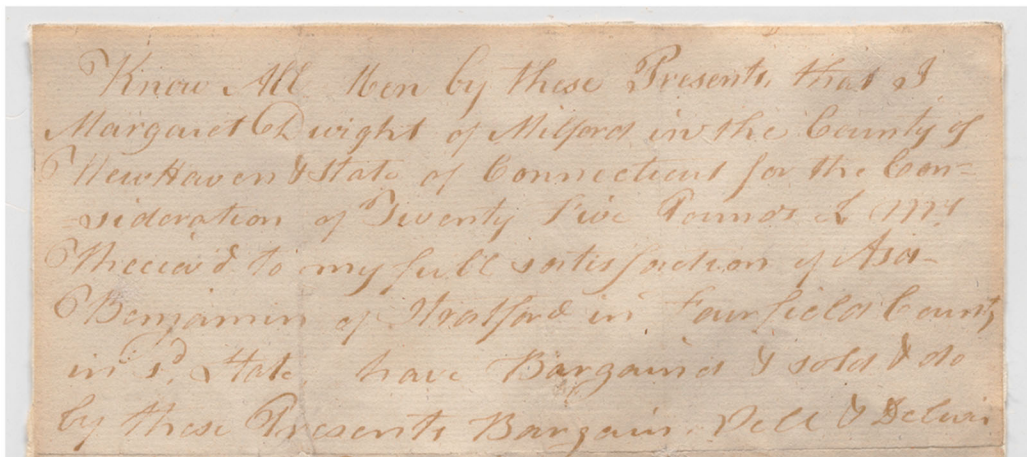 Know All Men by these Presents, that I
Margaret Dwight of Milford in the County of
New Haven & State of Connecticut for the Con=
=sideration of Twenty Five Pounds L My
Receiv'd to my full satisfaction of Asa
Benjamin of Stratford in Fairfield County
in sd. State have Bargained & sold & do
by these Presents Bargain, Sell & Deliver